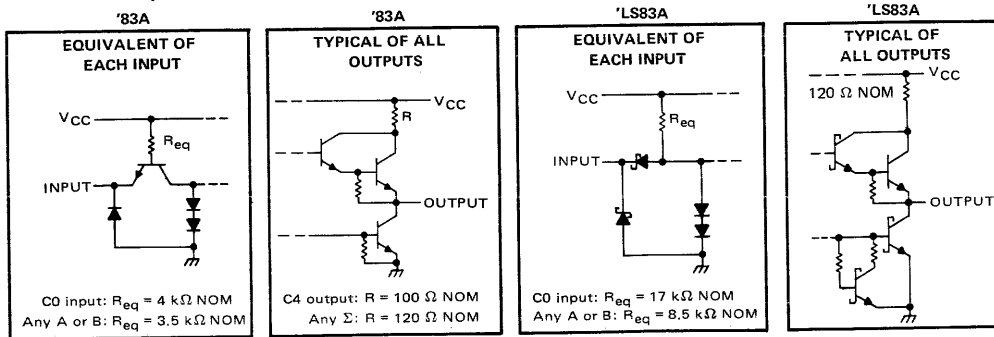 '83A
EQUIVALENT OF
EACH INPUT
VCC
Req
INPUT
C0 input: Req = 4 kΩ NOM
Any A or B: Req = 3.5 kΩ NOM
'83A
TYPICAL OF ALL
OUTPUTS
VCC
R
OUTPUT
C4 output: R = 100 Ω NOM
Any Σ: R = 120 Ω NOM
'LS83A
EQUIVALENT OF
EACH INPUT
VCC
Req
INPUT
C0 input: Req = 17 kΩ NOM
Any A or B: Req = 8.5 kΩ NOM
'LS83A
TYPICAL OF
ALL OUTPUTS
VCC
120 Ω NOM
OUTPUT